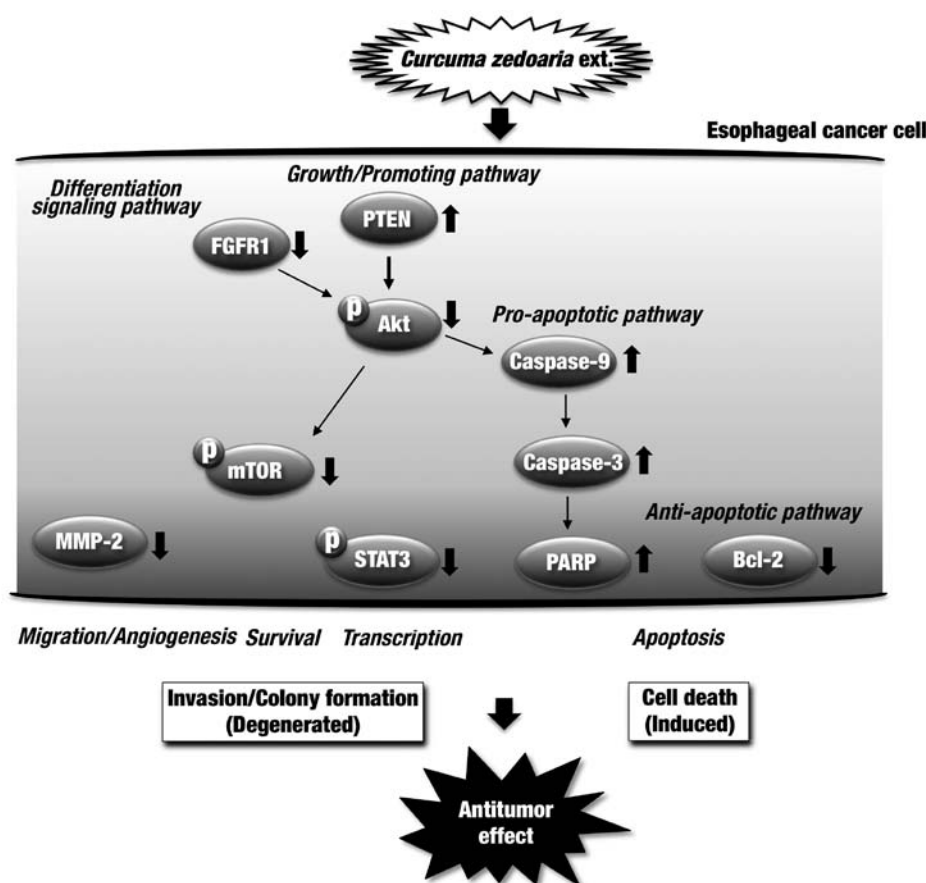 Curcuma zedoaria ext.
Esophageal cancer cell
Differentiation
signaling pathway
Growth/Promoting pathway
PTEN
FGFR1
p
Akt
Pro-apoptotic pathway
Caspase-9
p
mTOR
Caspase-3
Anti-apoptotic pathway
MMP-2
p
STAT3
PARP
Bcl-2
Migration/Angiogenesis Survival Transcription Apoptosis
Invasion/Colony formation
(Degenerated)
Cell death
(Induced)
Antitumor
effect